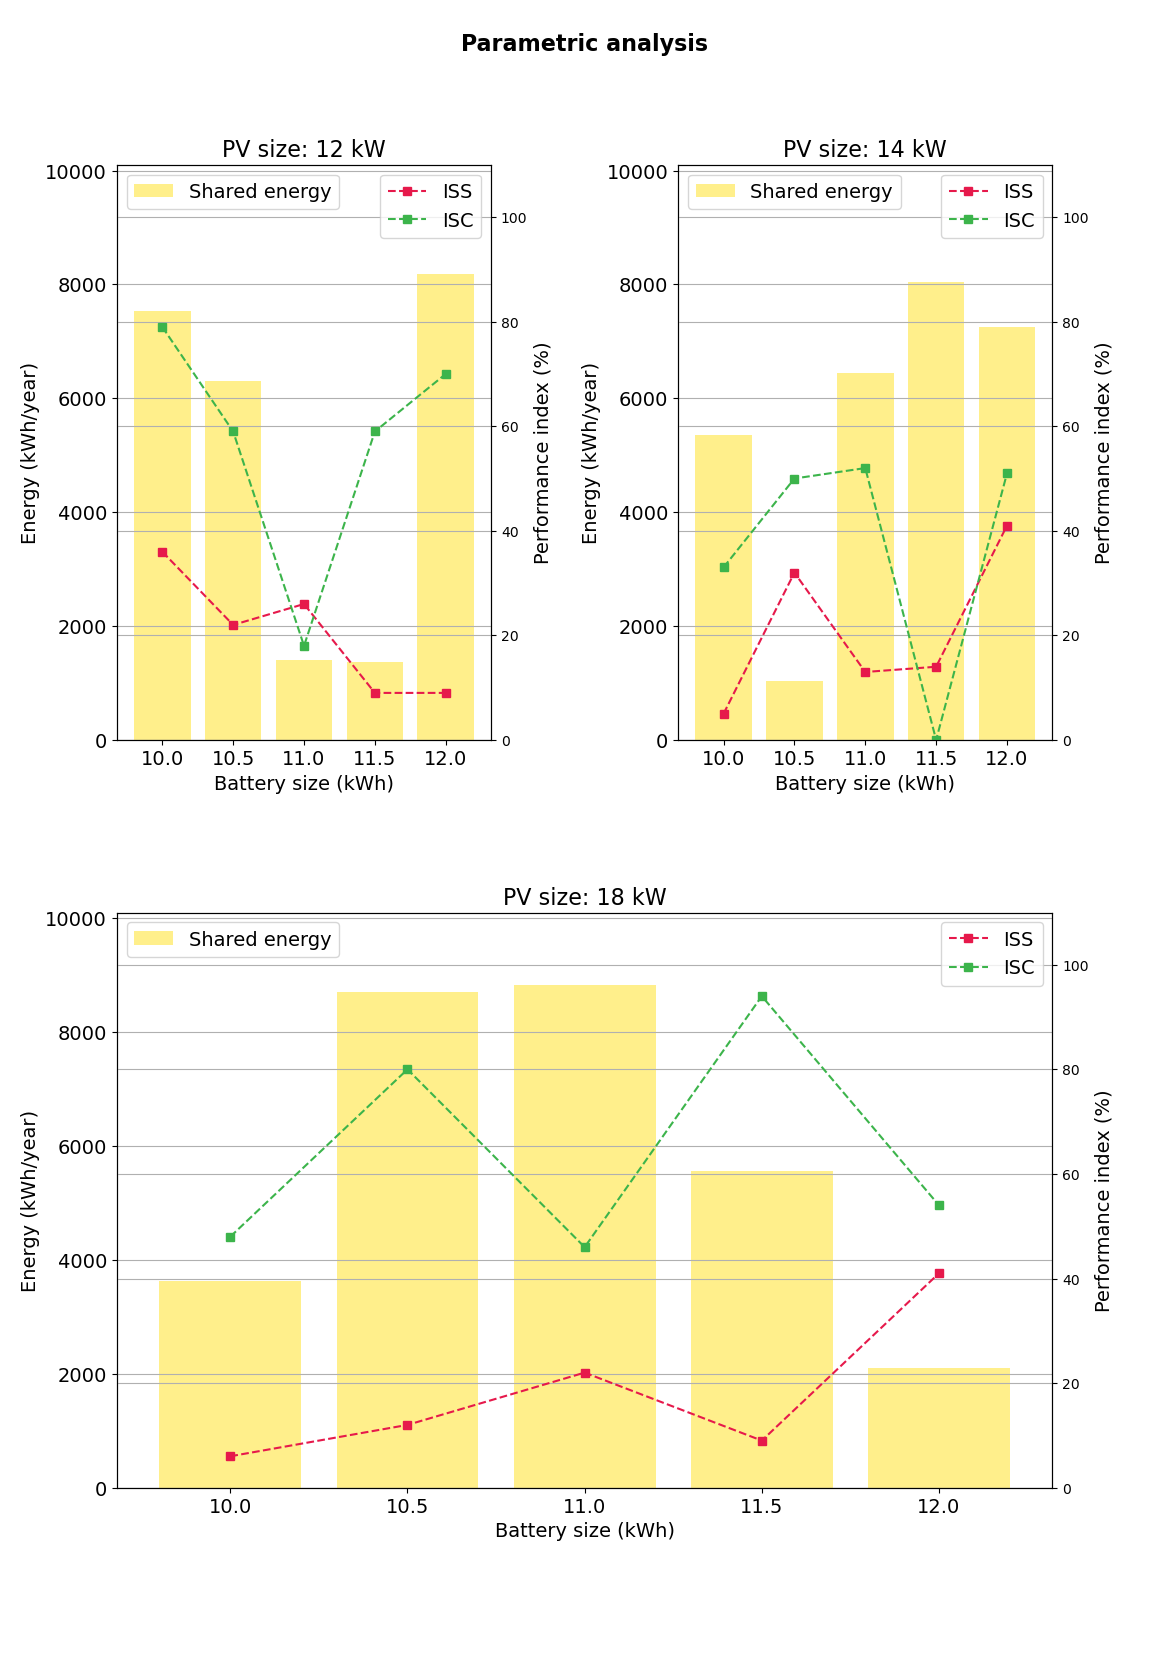 Parametric analysis
PV size: 12 kW
10000
8000
6000
4000
2000
0
Energy (kWh/year)
Shared energy
ISS
ISC
100
80
60
40
20
0
Performance index (%)
10.0 10.5 11.0 11.5 12.0
Battery size (kWh)
PV size: 14 kW
10000
8000
6000
4000
2000
0
Energy (kWh/year)
Shared energy
ISS
ISC
100
80
60
40
20
0
Performance index (%)
10.0 10.5 11.0 11.5 12.0
Battery size (kWh)
PV size: 18 kW
10000
8000
6000
4000
2000
0
Energy (kWh/year)
Shared energy
ISS
ISC
100
80
60
40
20
0
Performance index (%)
10.0 10.5 11.0 11.5 12.0
Battery size (kWh)